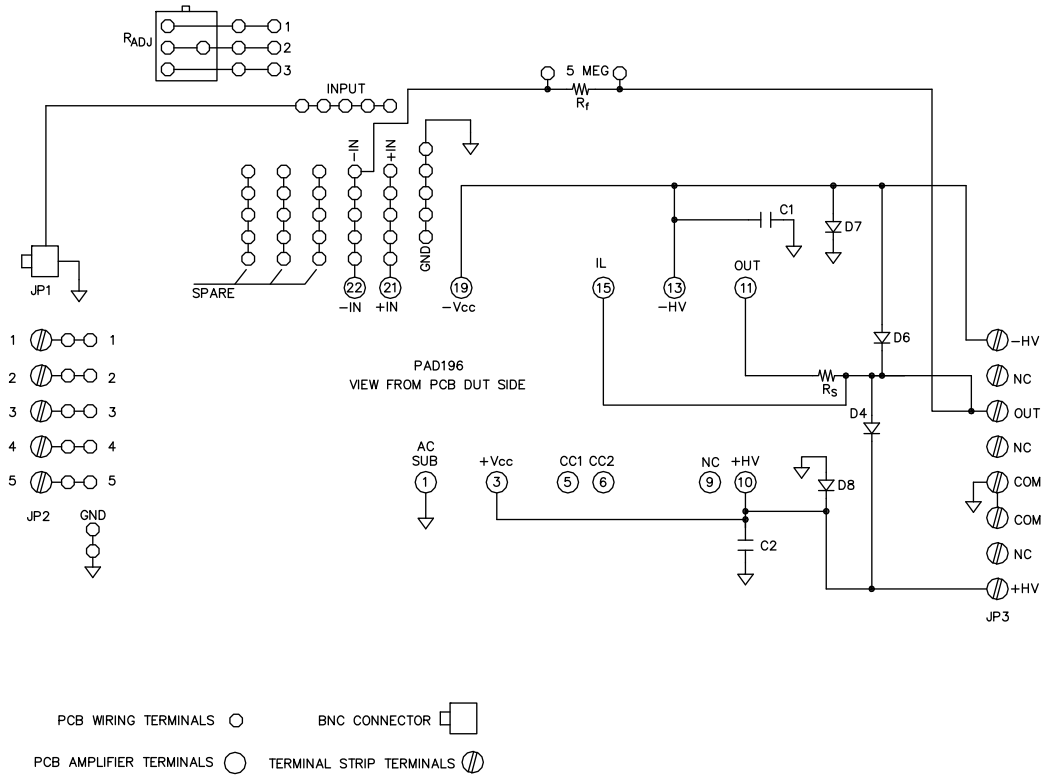 RADJ
1
2
3
INPUT
5 MEG
Rf
-IN
+IN
GND
C1
D7
SPARE
JP1
22
-IN
21
+IN
19
-Vcc
IL
15
13
-HV
OUT
11
D6
-HV
NC
OUT
NC
COM
COM
NC
+HV
JP3
PAD196
VIEW FROM PCB DUT SIDE
RS
D4
1 1
2 2
3 3
4 4
5 5
JP2
GND
AC
SUB
1
+Vcc
3
CC1 CC2
5 6
NC +HV
9 10
D8
C2
PCB WIRING TERMINALS
BNC CONNECTOR
PCB AMPLIFIER TERMINALS
TERMINAL STRIP TERMINALS